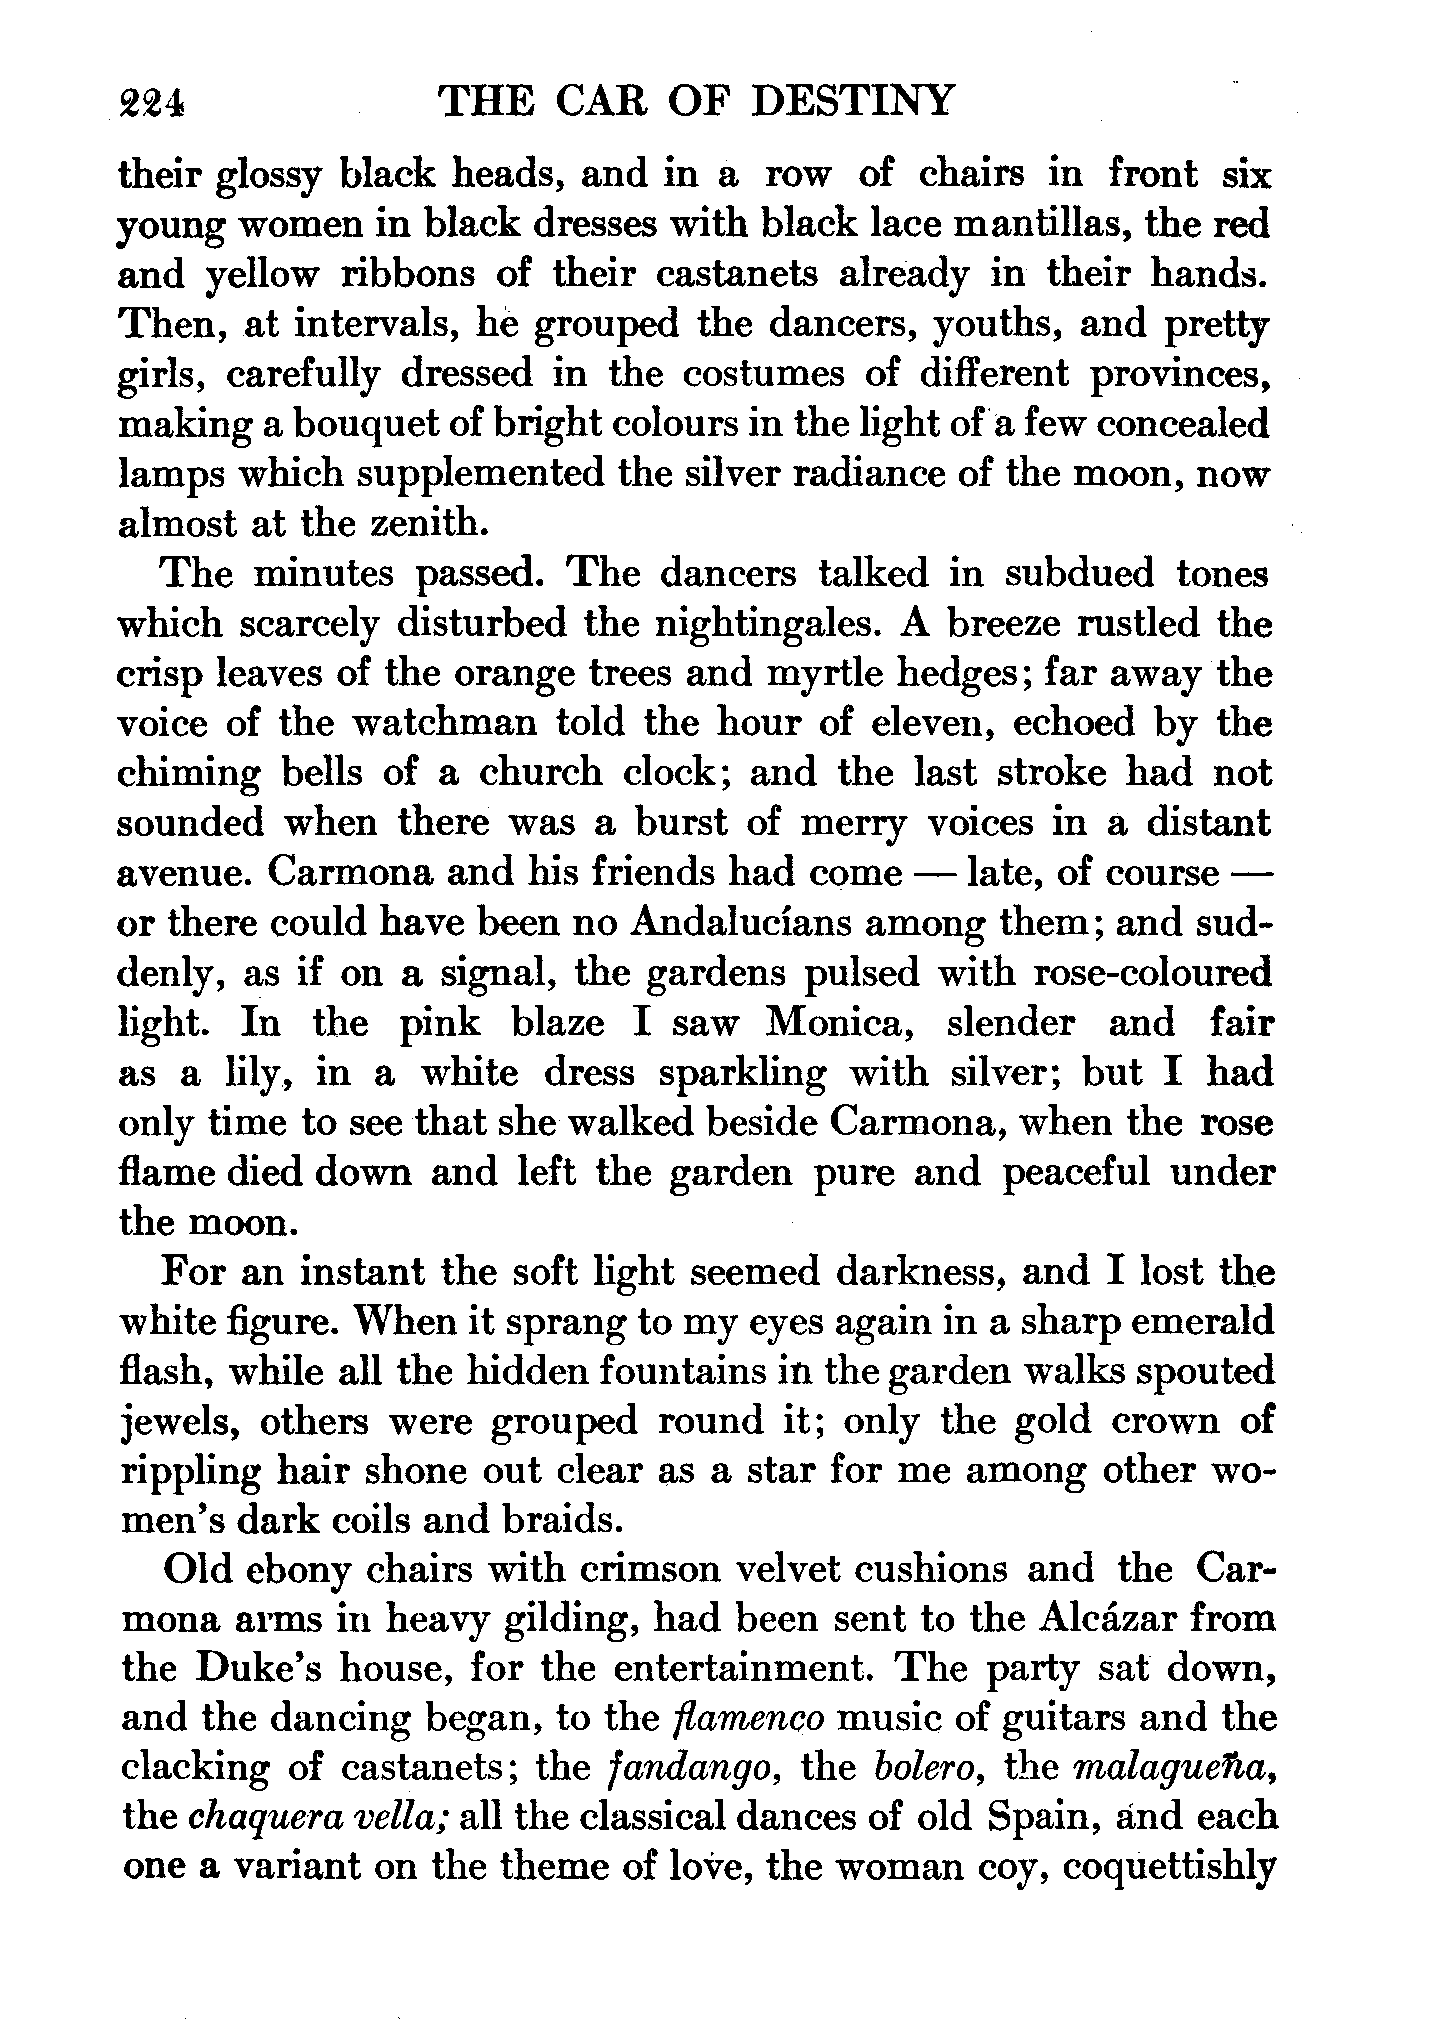 224 THE CAR OF DESTINY
their glossy black heads, and in a row of chairs in front six
young women in black dresses with black lace mantillas, the red
and yellow ribbons of their castanets already in their hands.
Then, at intervals, he grouped the dancers, youths, and pretty
girls, carefully dressed in the costumes of different provinces,
making a bouquet of bright colours in the light of a few concealed
lamps which supplemented the silver radiance of the moon, now
almost at the zenith.
The minutes passed. The dancers talked in subdued tones
which scarcely disturbed the nightingales. A breeze rustled the
crisp leaves of the orange trees and myrtle hedges; far away the
voice of the watchman told the hour of eleven, echoed by the
chiming bells of a church clock; and the last stroke had not
sounded when there was a burst of merry voices in a distant
avenue. Carmona and his friends had come — late, of course —
or there could have been no Andalucíans among them; and sud-
denly, as if on a signal, the gardens pulsed with rose-coloured
light. In the pink blaze I saw Monica, slender and fair
as a lily, in a white dress sparkling with silver; but I had
only time to see that she walked beside Carmona, when the rose
flame died down and left the garden pure and peaceful under
the moon.
For an instant the soft light seemed darkness, and I lost the
white figure. When it sprang to my eyes again in a sharp emerald
flash, while all the hidden fountains in the garden walks spouted
jewels, others were grouped round it; only the gold crown of
rippling hair shone out clear as a star for me among other wo-
men's dark coils and braids.
Old ebony chairs with crimson velvet cushions and the Car-
mona arms in heavy gilding, had been sent to the Alcázar from
the Duke's house, for the entertainment. The party sat down,
and the dancing began, to the flamenco music of guitars and the
clacking of castanets; the fandango, the bolero, the malagueña,
the chaquera vella; all the classical dances of old Spain, and each
one a variant on the theme of love, the woman coy, coquettishly